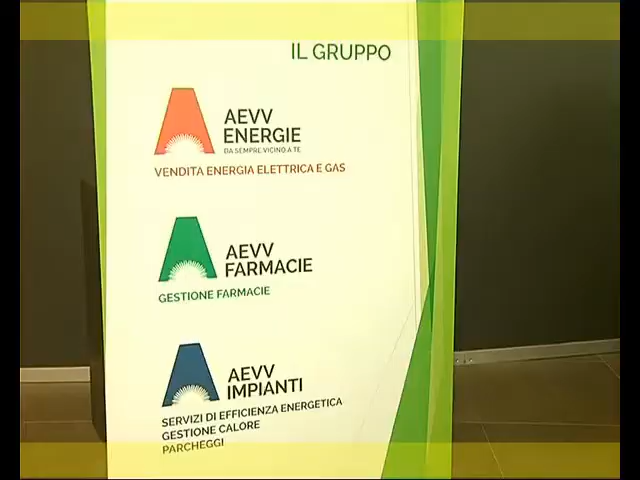 IL GRUPPO
AEVV
ENERGIE
DA SEMPRE VICINO A TE
VENDITA ENERGIA ELETTRICA E GAS
AEVV
FARMACIE
GESTIONE FARMACIE
AEVV
IMPIANTI
SERVIZI DI EFFICIENZA ENERGETICA
GESTIONE CALORE
PARCHEGGI